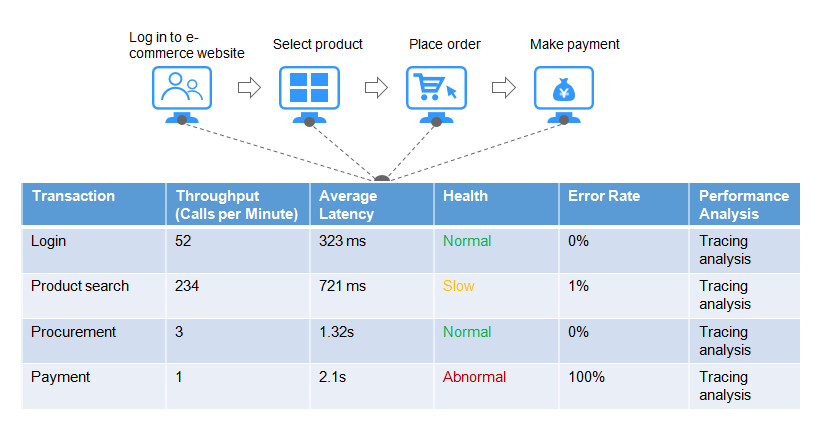 Log in to e-
commerce website
Select product
Place order
Make payment
¥
Transaction
Throughput
(Calls per Minute)
Average
Latency
Health
Error Rate
Performance
Analysis
Login
52
323 ms
Normal
0%
Tracing
analysis
Product search
234
721 ms
Slow
1%
Tracing
analysis
Procurement
3
1.32s
Normal
0%
Tracing
analysis
Payment
1
2.1s
Abnormal
100%
Tracing
analysis